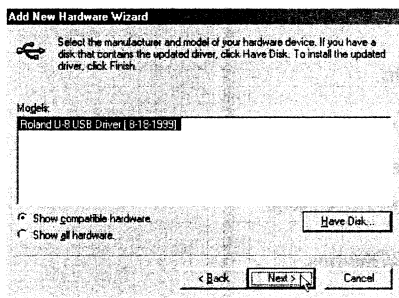 Add New Hardware Wizard
Select the manufacturer and model of your hardware device. If you have a
disk that contains the updated driver, click Have Disk. To install the updated
driver, click Finish.
Models:
Roland U-8 USB Driver [ 8-18-1999]
Show compatible hardware.
Show all hardware.
Have Disk...
< Back
Next >
Cancel